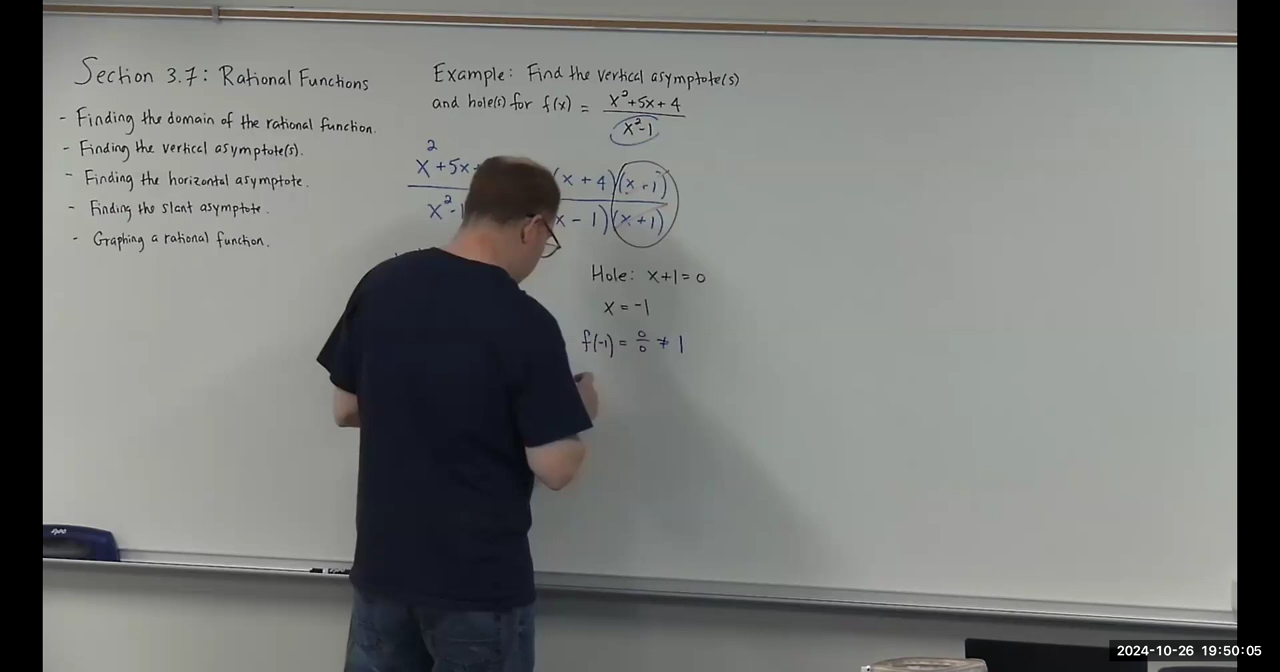 Section 3.7: Rational Functions
- Finding the domain of the rational function.
- Finding the vertical asymptote(s).
- Finding the horizontal asymptote.
- Finding the slant asymptote.
- Graphing a rational function.
Example: Find the vertical asymptote(s)
and hole(s) for f(x) = x²+5x+4
x²-1
x²+5x
(x + 4)(x+1)
x²-1
x - 1)(x+1)
Hole: x+1=0
x = -1
f(-1) = 0/0 ≠ 1
expo
2024-10-26 19:50:05